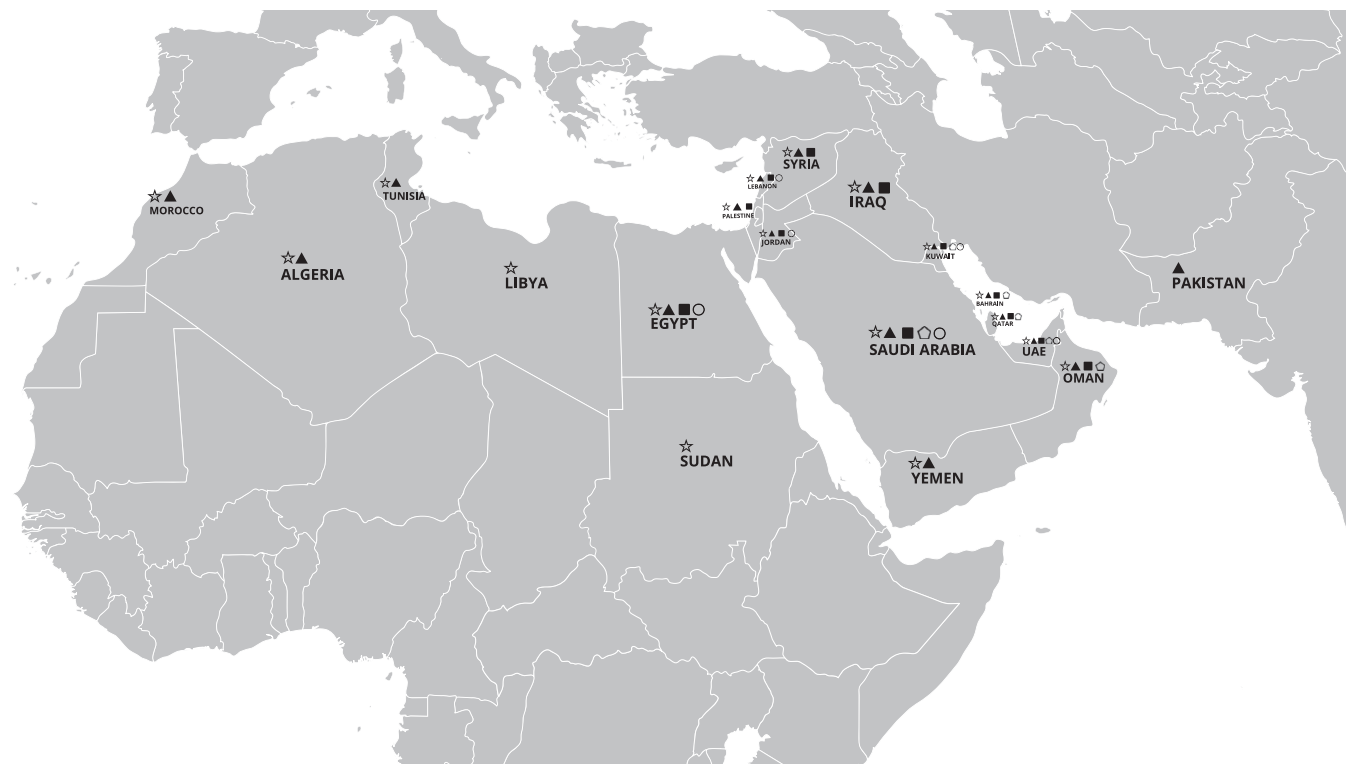 SYRIA
LEBANON
IRAQ
TUNISIA
MOROCCO
PALESTINE
JORDAN
KUWAIT
ALGERIA
LIBYA
PAKISTAN
BAHRAIN
EGYPT
QATAR
SAUDI ARABIA
UAE
OMAN
SUDAN
YEMEN